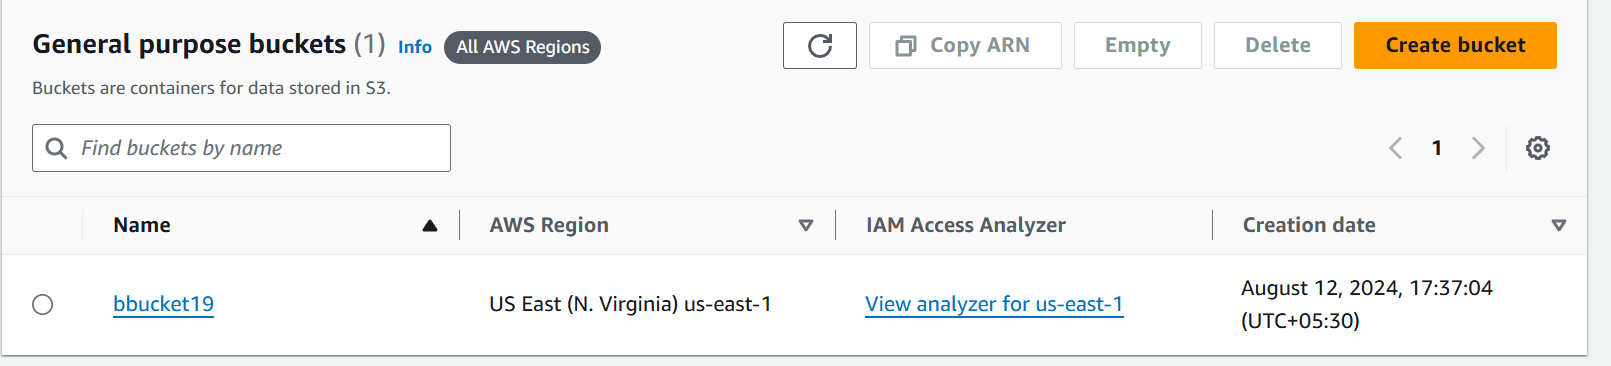 General purpose buckets (1) Info All AWS Regions Copy ARN Empty Delete Create bucket
Buckets are containers for data stored in S3.
Find buckets by name 1
Name AWS Region IAM Access Analyzer Creation date
bbucket19 US East (N. Virginia) us-east-1 View analyzer for us-east-1 August 12, 2024, 17:37:04
(UTC+05:30)